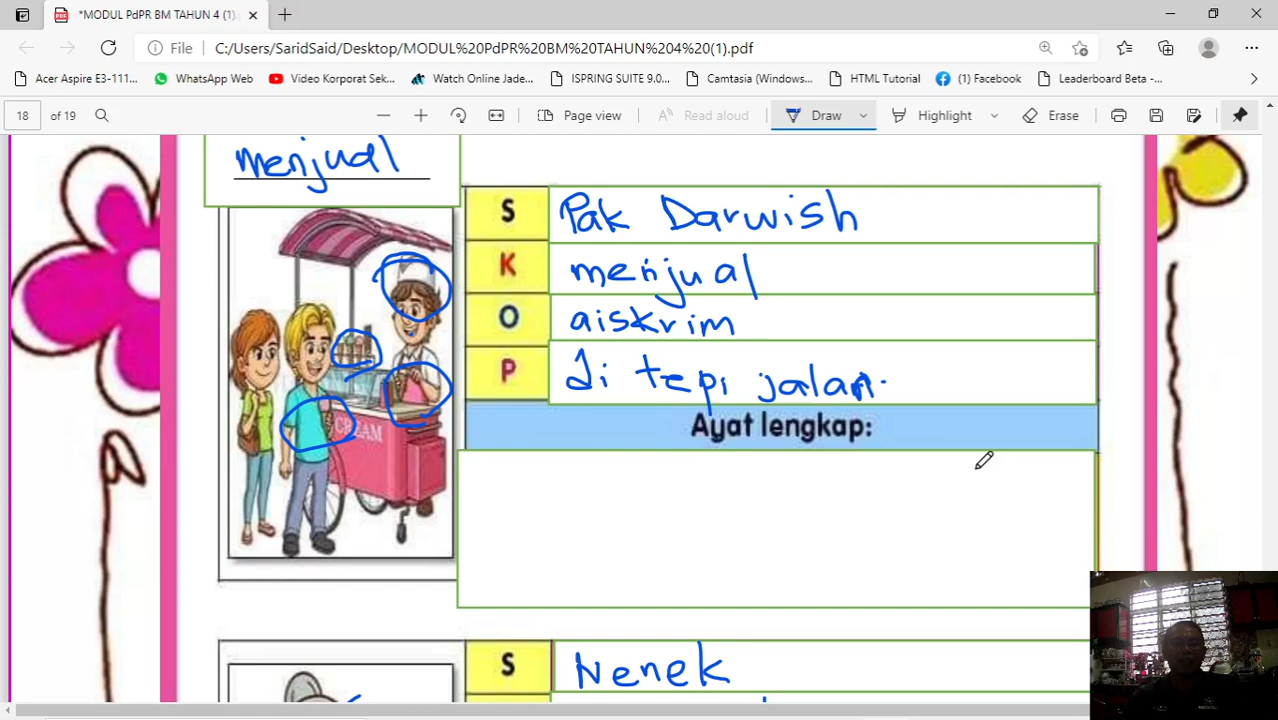 *MODUL PdPR BM TAHUN 4 (1).
File C:/Users/SaridSaid/Desktop/MODUL%20PdPR%20BM%20TAHUN%204%20(1).pdf
Acer Aspire E3-111... WhatsApp Web Video Korporat Sek... Watch Online Jade... ISPRING SUITE 9.0... Camtasia (Windows... HTML Tutorial (1) Facebook Leaderboard Beta -...
18 of 19 Page view Read aloud Draw Highlight Erase
menjual
S Pak Darwish
K menjual
O aiskrim
P di tepi jalan.
CREAM
Ayat lengkap:
S Nenek